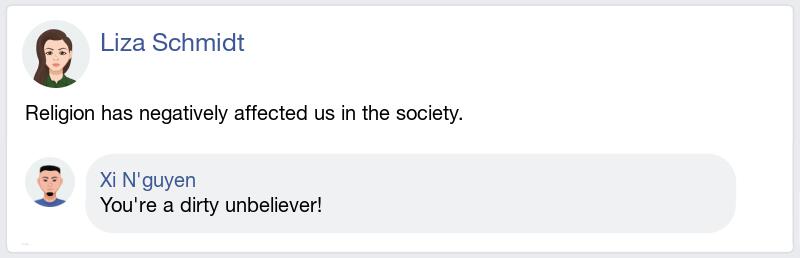 Liza Schmidt
Religion has negatively affected us in the society.
Xi N'guyen
You're a dirty unbeliever!